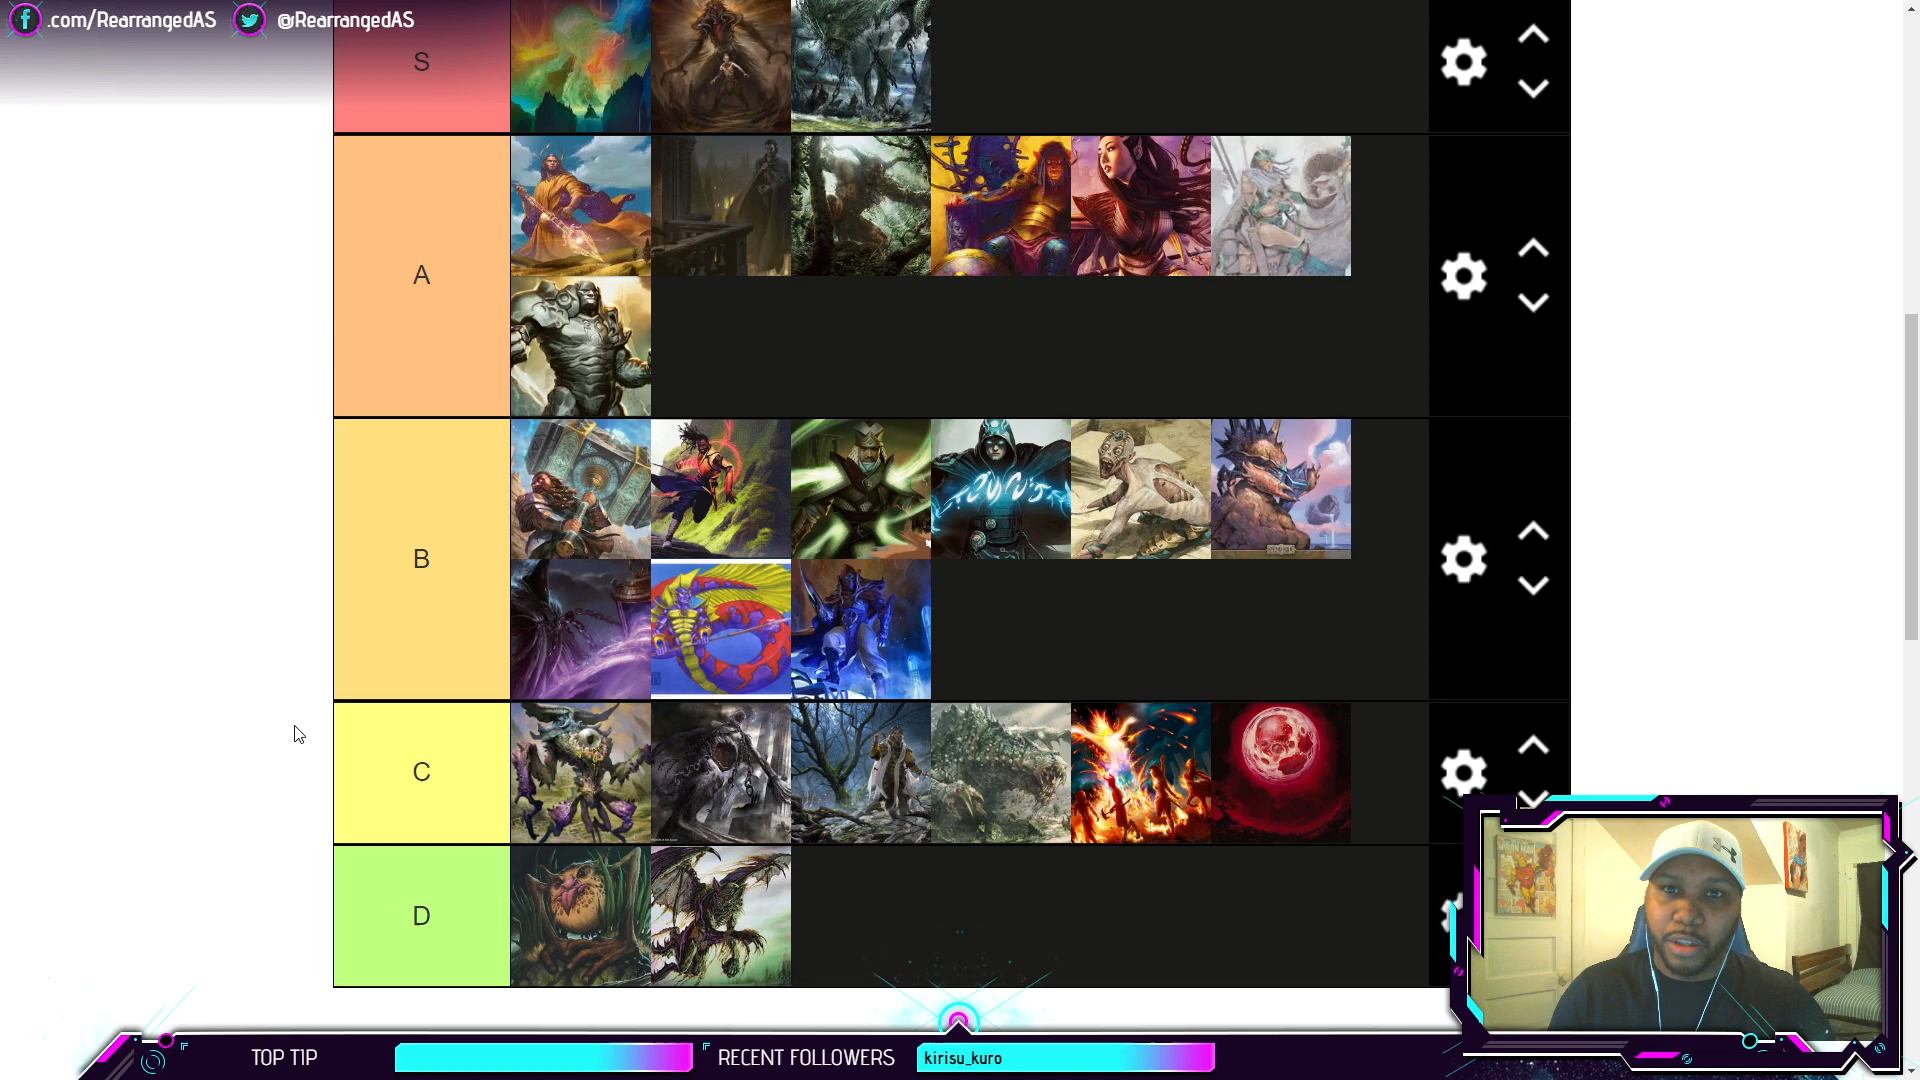 .com/RearrangedAS @RearrangedAS
S
A
B
C
D
TOP TIP
RECENT FOLLOWERS
kirisu_kuro